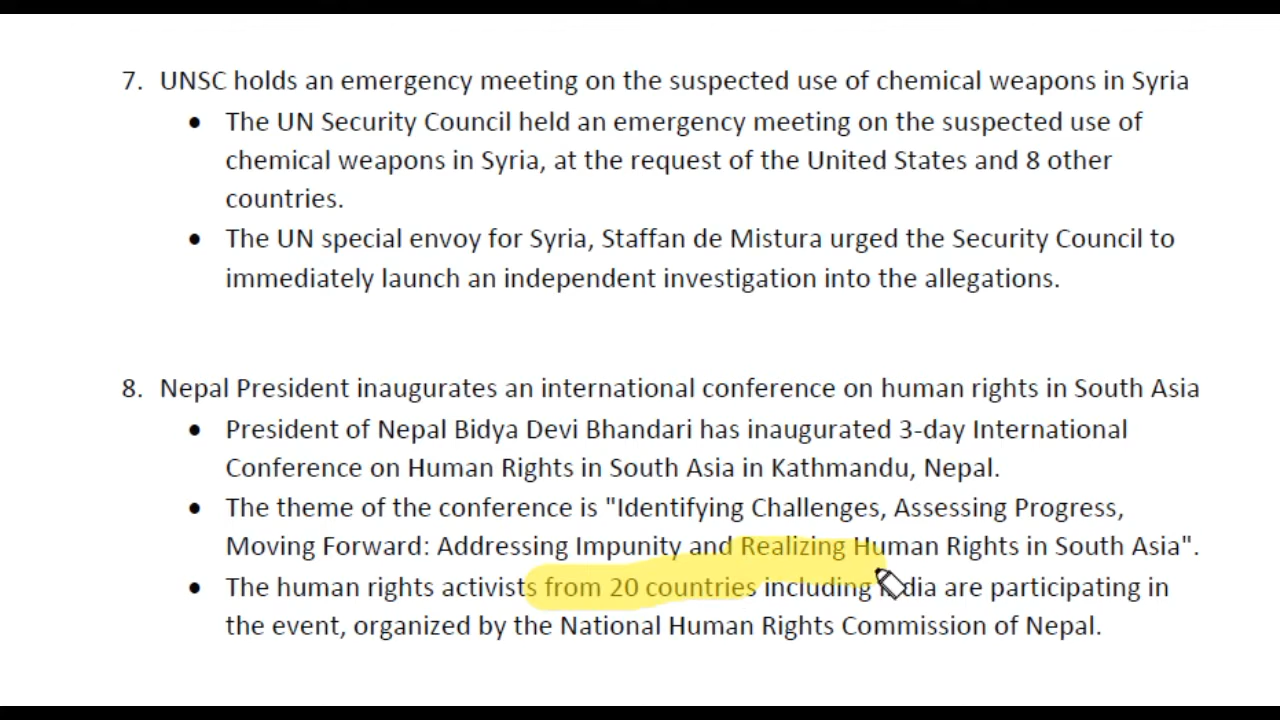 7. UNSC holds an emergency meeting on the suspected use of chemical weapons in Syria
• The UN Security Council held an emergency meeting on the suspected use of
chemical weapons in Syria, at the request of the United States and 8 other
countries.
• The UN special envoy for Syria, Staffan de Mistura urged the Security Council to
immediately launch an independent investigation into the allegations.
8. Nepal President inaugurates an international conference on human rights in South Asia
• President of Nepal Bidya Devi Bhandari has inaugurated 3-day International
Conference on Human Rights in South Asia in Kathmandu, Nepal.
• The theme of the conference is "Identifying Challenges, Assessing Progress,
Moving Forward: Addressing Impunity and Realizing Human Rights in South Asia".
• The human rights activists from 20 countries including India are participating in
the event, organized by the National Human Rights Commission of Nepal.